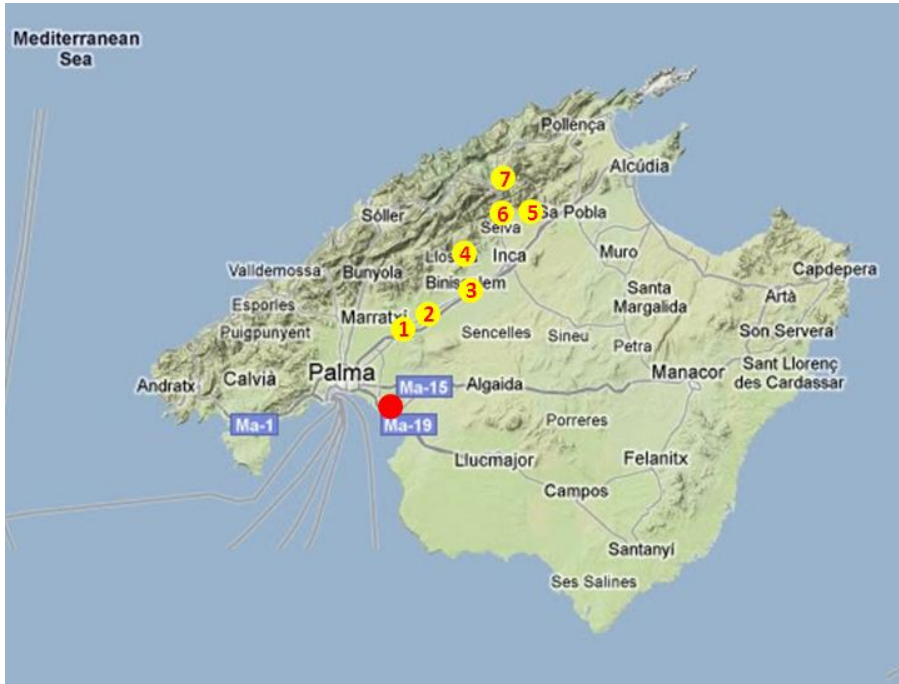 Mediterranean
Sea
Pollença
Alcúdia
7
6
5
Sa Pobla
Sóller
Selva
4
Inca
Muro
Valldemossa
Bunyola
3
Capdepera
Esporles
Santa
Margalida
Artà
Marratxí
2
1
Puigpunyent
Sencelles
Sineu
Son Servera
Petra
Palma
Manacor
Sant Llorenç
des Cardassar
Andratx
Calvià
Ma-15
Algaida
Ma-1
Ma-19
Porreres
Llucmajor
Felanitx
Campos
Santanyí
Ses Salines